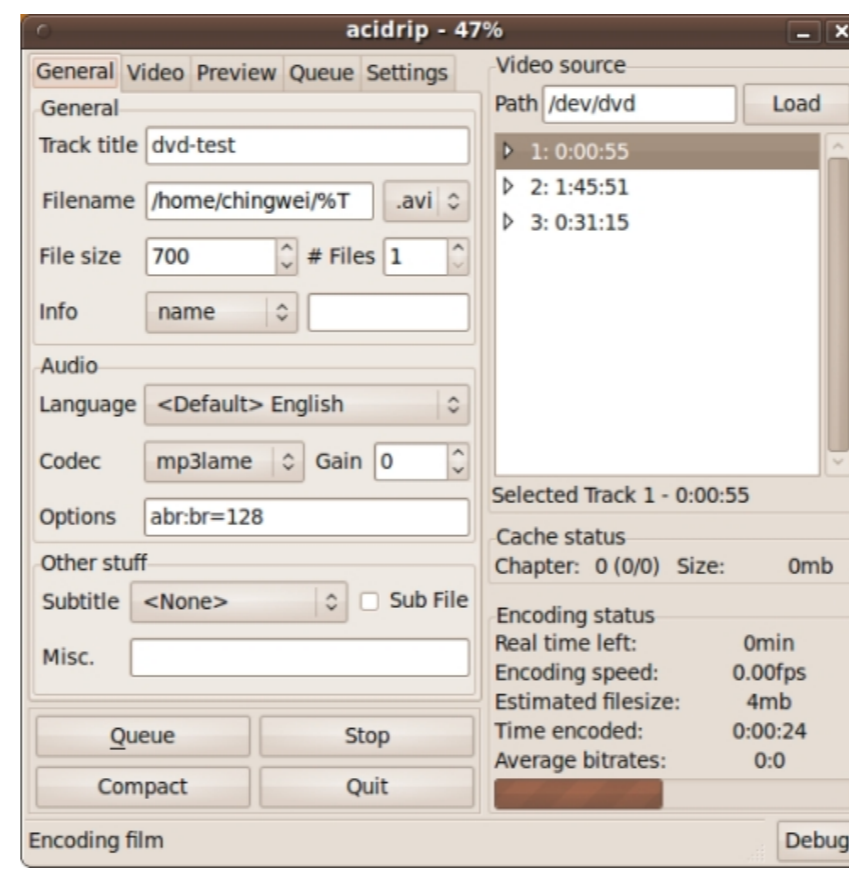 acidrip - 47%
General Video Preview Queue Settings
General
Track title dvd-test
Filename /home/chingwei/%T .avi
File size 700 # Files 1
Info name
Audio
Language <Default> English
Codec mp3lame Gain 0
Options abr:br=128
Other stuff
Subtitle <None> Sub File
Misc.
Queue Stop
Compact Quit
Video source
Path /dev/dvd Load
1: 0:00:55
2: 1:45:51
3: 0:31:15
Selected Track 1 - 0:00:55
Cache status
Chapter: 0 (0/0) Size: 0mb
Encoding status
Real time left: 0min
Encoding speed: 0.00fps
Estimated filesize: 4mb
Time encoded: 0:00:24
Average bitrates: 0:0
Encoding film Debug